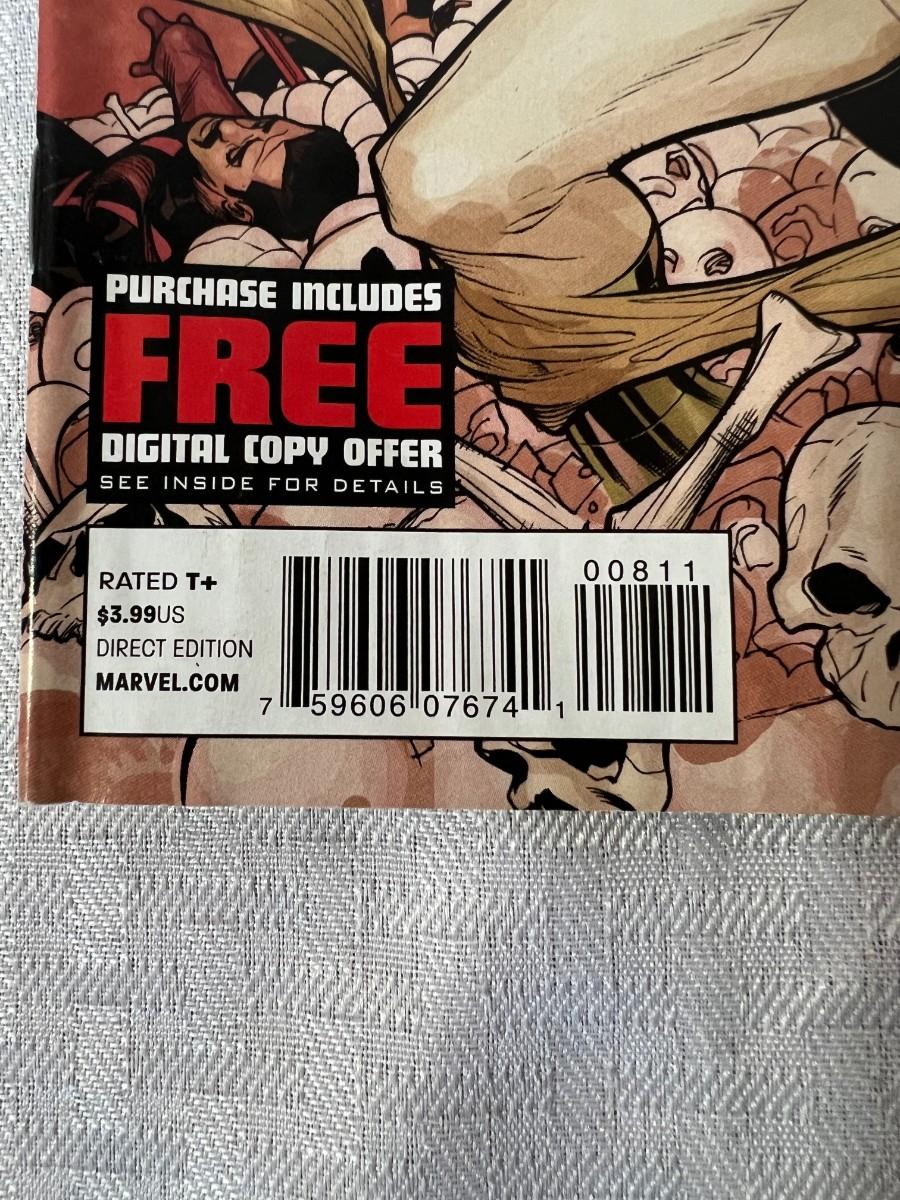 PURCHASE INCLUDES
FREE
DIGITAL COPY OFFER
SEE INSIDE FOR DETAILS
RATED T+
$3.99US
DIRECT EDITION
MARVEL.COM
00811
7 59606 07674 1